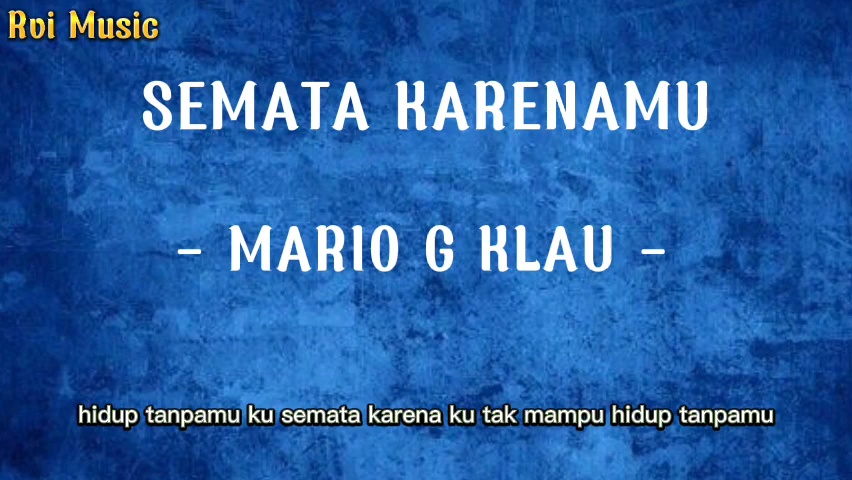 Rvi Music
SEMATA KARENAMU
- MARIO G KLAU -
hidup tanpamu ku semata karena ku tak mampu hidup tanpamu